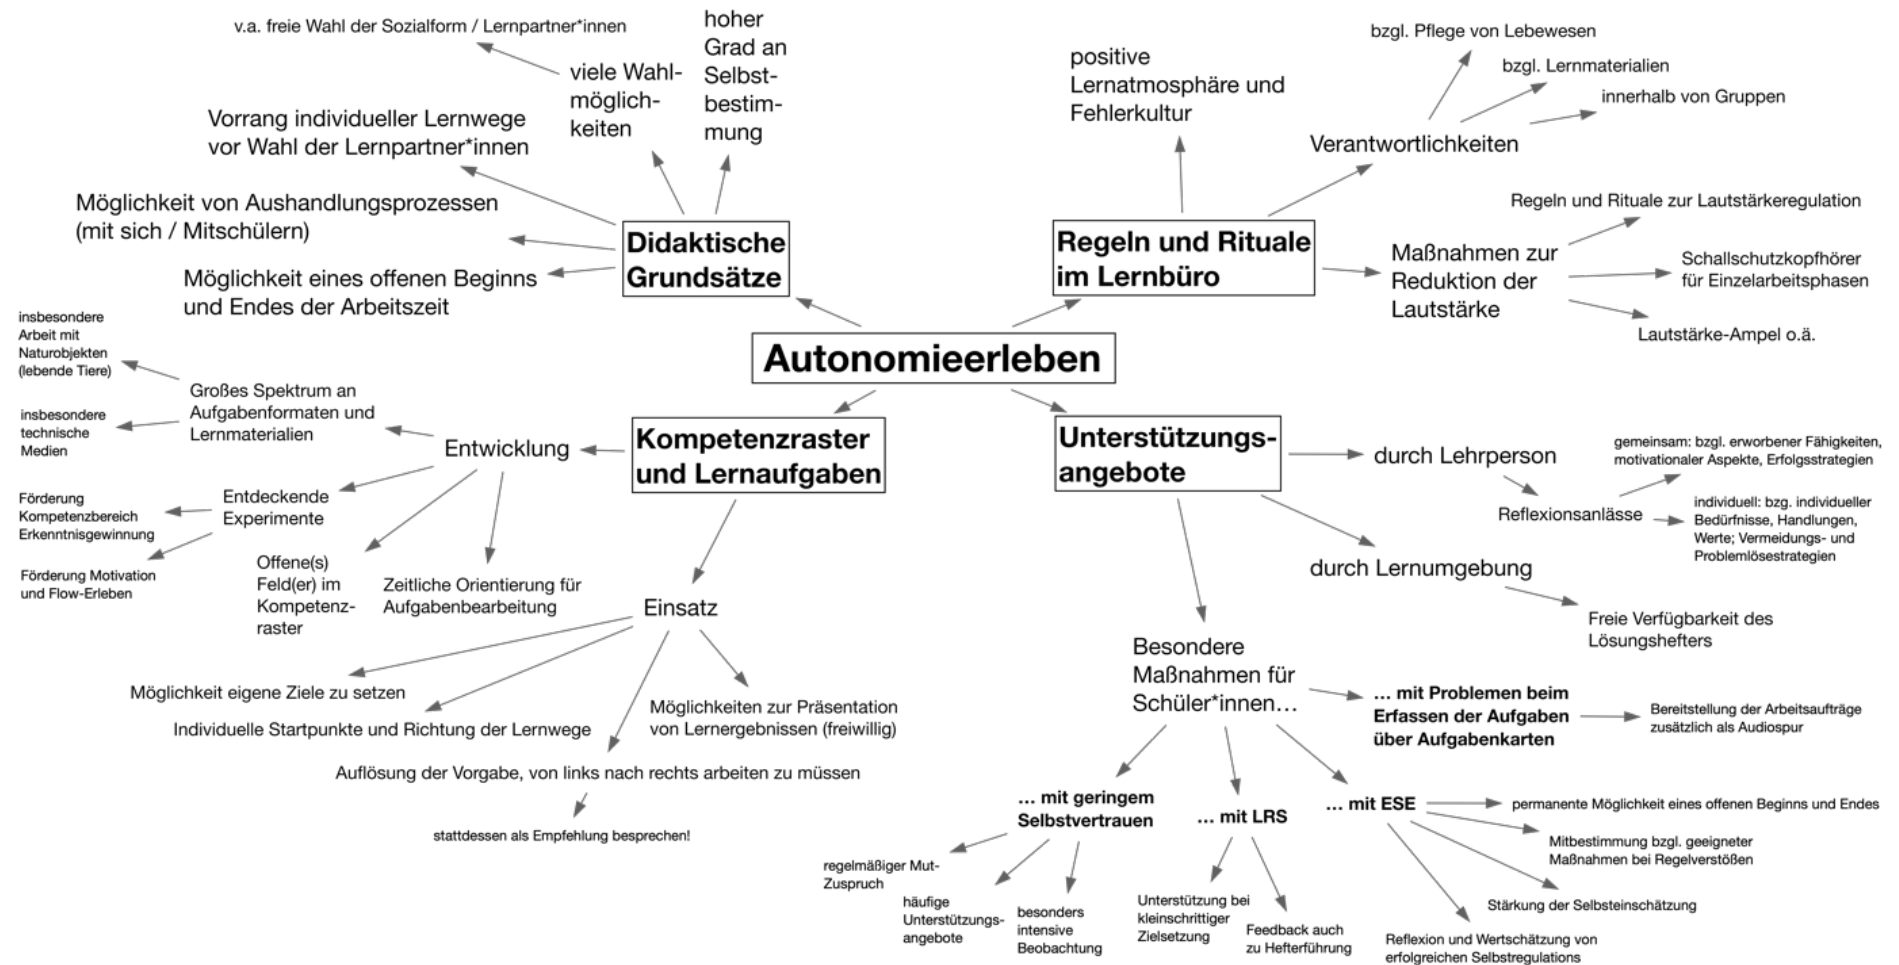 v.a. freie Wahl der Sozialform / Lernpartner*innen
hoher
Grad an
Selbst-
bestim-
mung
viele Wahl-
möglich-
keiten
Vorrang individueller Lernwege
vor Wahl der Lernpartner*innen
Möglichkeit von Aushandlungsprozessen
(mit sich / Mitschülern)
Möglichkeit eines offenen Beginns
und Endes der Arbeitszeit
Didaktische
Grundsätze
positive
Lernatmosphäre und
Fehlerkultur
bzgl. Pflege von Lebewesen
bzgl. Lernmaterialien
innerhalb von Gruppen
Verantwortlichkeiten
Regeln und Rituale
im Lernbüro
Maßnahmen zur
Reduktion der
Lautstärke
Regeln und Rituale zur Lautstärkeregulation
Schallschutzkopfhörer
für Einzelarbeitsphasen
Lautstärke-Ampel o.ä.
Autonomieerleben
insbesondere
Arbeit mit
Naturobjekten
(lebende Tiere)
Großes Spektrum an
Aufgabenformaten und
Lernmaterialien
insbesondere
technische
Medien
Entwicklung
Kompetenzraster
und Lernaufgaben
Entdeckende
Experimente
Förderung
Kompetenzbereich
Erkenntnisgewinnung
Förderung Motivation
und Flow-Erleben
Offene(s)
Feld(er) im
Kompetenz-
raster
Zeitliche Orientierung für
Aufgabenbearbeitung
Einsatz
Möglichkeit eigene Ziele zu setzen
Individuelle Startpunkte und Richtung der Lernwege
Möglichkeiten zur Präsentation
von Lernergebnissen (freiwillig)
Auflösung der Vorgabe, von links nach rechts arbeiten zu müssen
stattdessen als Empfehlung besprechen!
Unterstützungs-
angebote
durch Lehrperson
Reflexionsanlässe
gemeinsam: bzgl. erworbener Fähigkeiten,
motivationaler Aspekte, Erfolgsstrategien
individuell: bzg. individueller
Bedürfnisse, Handlungen,
Werte; Vermeidungs- und
Problemlösestrategien
durch Lernumgebung
Freie Verfügbarkeit des
Lösungshefters
Besondere
Maßnahmen für
Schüler*innen…
… mit Problemen beim
Erfassen der Aufgaben
über Aufgabenkarten
Bereitstellung der Arbeitsaufträge
zusätzlich als Audiospur
… mit geringem
Selbstvertrauen
regelmäßiger Mut-
Zuspruch
häufige
Unterstützungs-
angebote
besonders
intensive
Beobachtung
… mit LRS
Unterstützung bei
kleinschrittiger
Zielsetzung
Feedback auch
zu Hefterführung
… mit ESE
permanente Möglichkeit eines offenen Beginns und Endes
Mitbestimmung bzgl. geeigneter
Maßnahmen bei Regelverstößen
Stärkung der Selbsteinschätzung
Reflexion und Wertschätzung von
erfolgreichen Selbstregulations